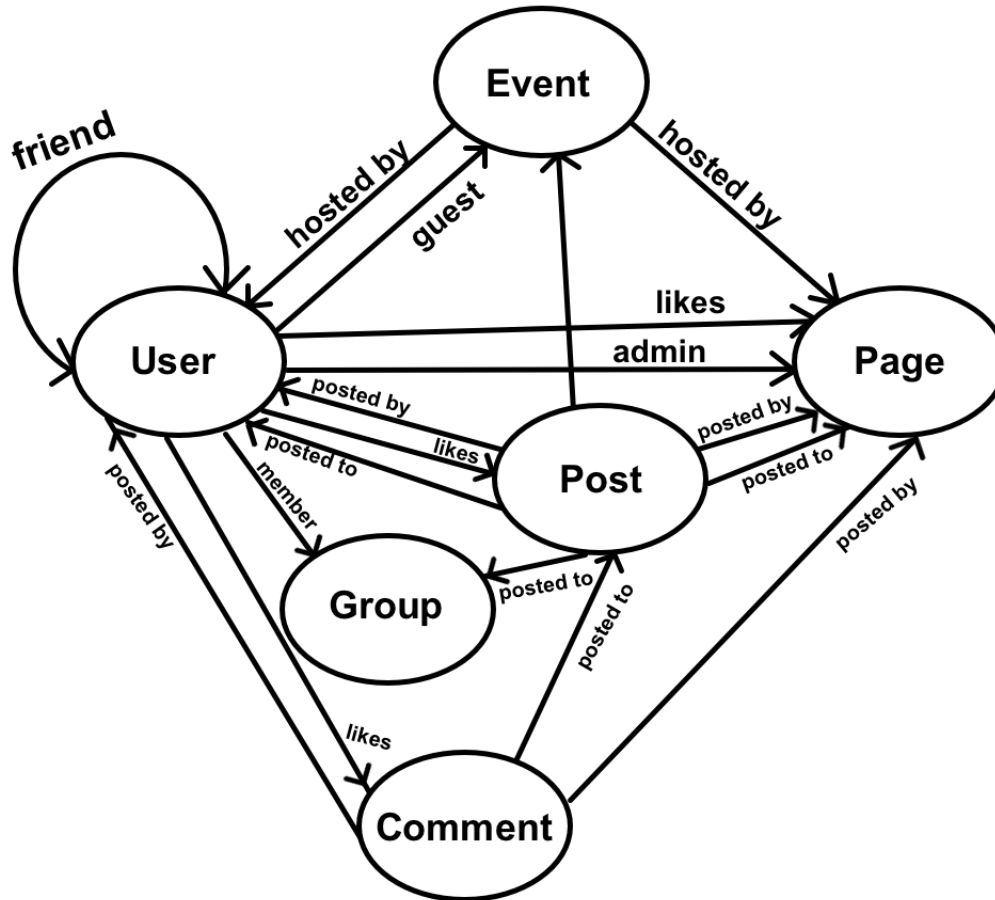 Event
friend
hosted by
hosted by
guest
likes
User
admin
Page
posted by
posted by
likes
posted to
posted to
Post
member
posted by
posted by
posted to
Group
posted to
likes
Comment